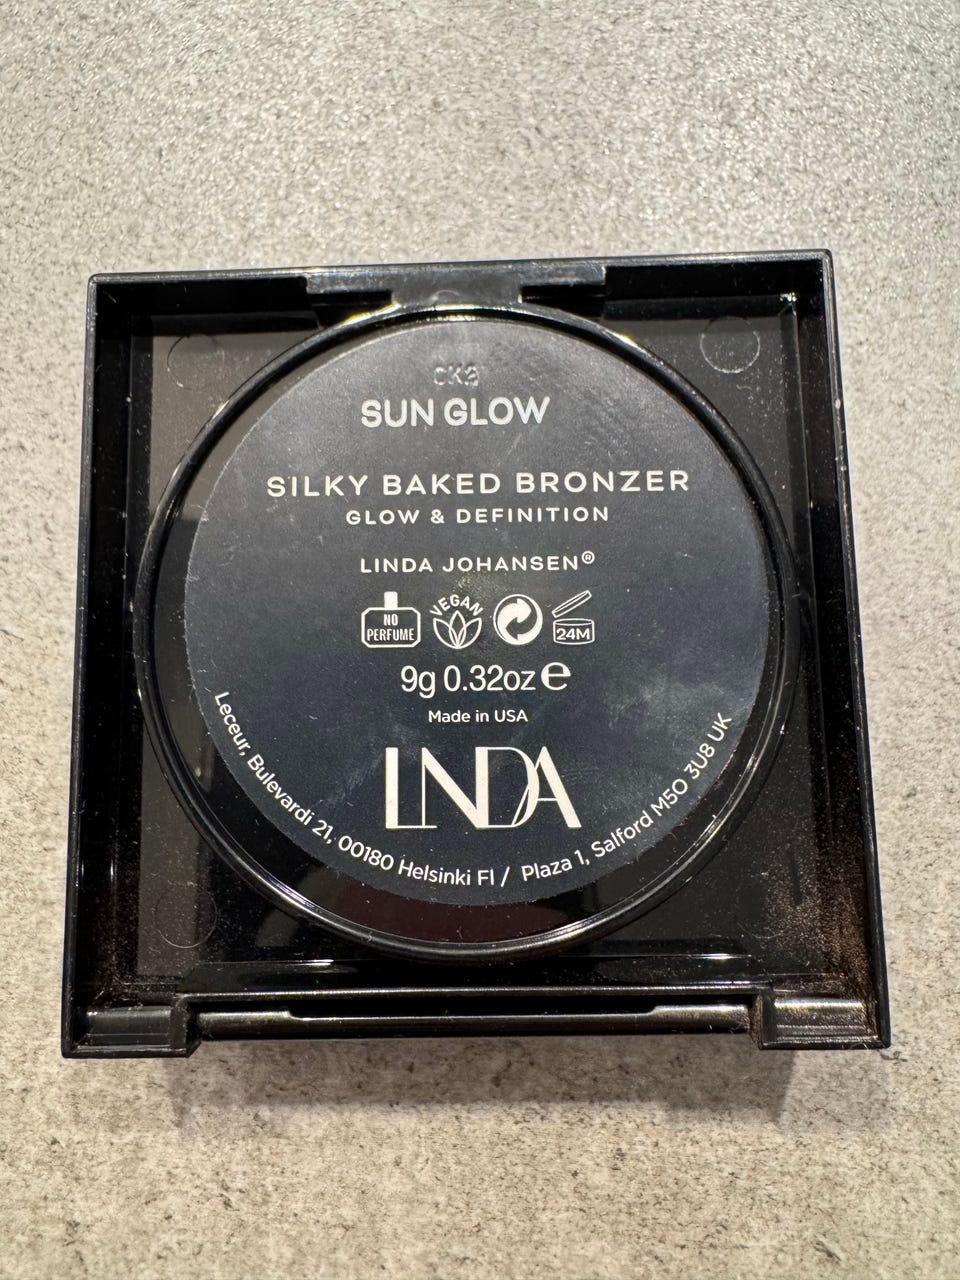 SUN GLOW
SILKY BAKED BRONZER
GLOW & DEFINITION
LINDA JOHANSEN®
NO PERFUME
VEGAN
24M
9g 0.32oz e
Made in USA
LINDA
Leceur, Bulevardi 21, 00180 Helsinki FI / Plaza 1, Salford M5O 3U8 UK